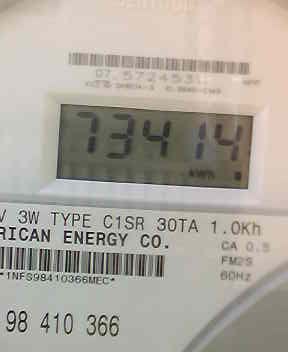 07.5724531
73414
kWh
V 3W TYPE C1SR 30TA 1.0Kh
RICAN ENERGY CO.
CA 0.5
FM2S
60Hz
*1NFS98410366MEC*
98 410 366